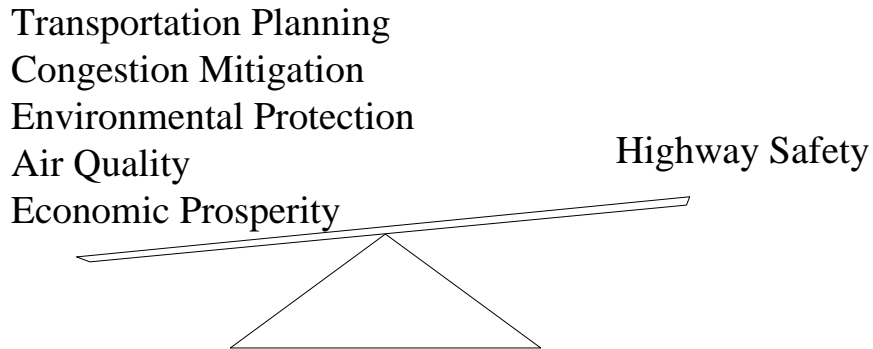 Transportation Planning
Congestion Mitigation
Environmental Protection
Air Quality
Economic Prosperity
Highway Safety